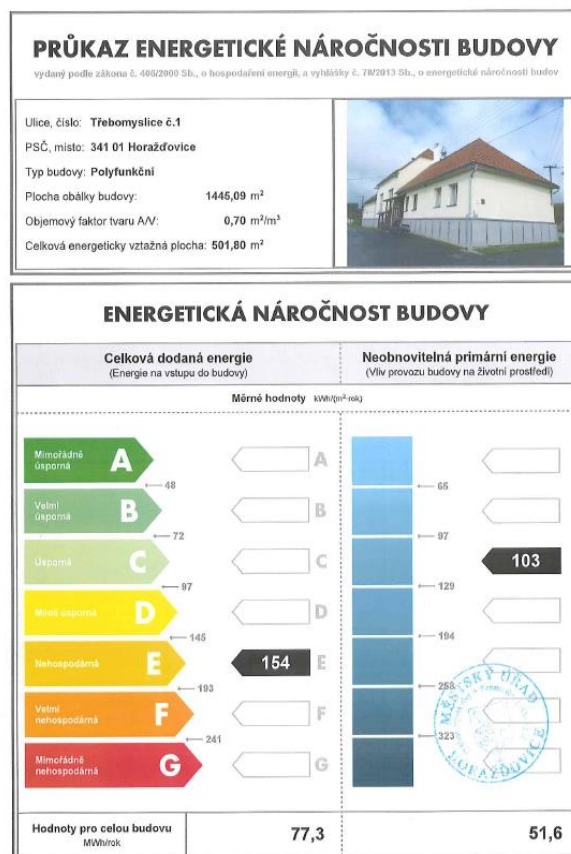 PRŮKAZ ENERGETICKÉ NÁROČNOSTI BUDOVY
vydaný podle zákona č. 406/2000 Sb., o hospodaření energií, a vyhlášky č. 78/2013 Sb., o energetické náročnosti budov
Ulice, číslo: Třebomyslice č.1
PSČ, místo: 341 01 Horažďovice
Typ budovy: Polyfunkční
Plocha obálky budovy: 1445,09 m²
Objemový faktor tvaru A/V: 0,70 m²/m³
Celková energeticky vztažná plocha: 501,80 m²
ENERGETICKÁ NÁROČNOST BUDOVY
Celková dodaná energie
(Energie na vstupu do budovy)
Neobnovitelná primární energie
(Vliv provozu budovy na životní prostředí)
Měrné hodnoty kWh/(m²·rok)
Mimořádně úsporná A A
48 65
Velmi úsporná B B
72 97
Úsporná C C 103
97 129
Méně úsporná D D
145 194
Nehospodárná E 154 E
193 258
Velmi nehospodárná F F
241 323
Mimořádně nehospodárná G G
MĚSTSKÝ ÚŘAD
HORAŽĎOVICE
Hodnoty pro celou budovu
MWh/rok
77,3 51,6